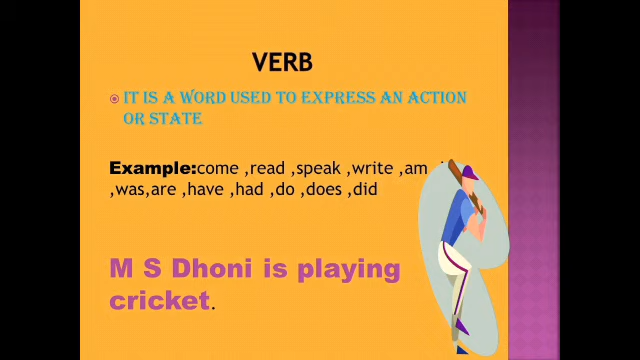 VERB
IT IS A WORD USED TO EXPRESS AN ACTION
OR STATE
Example:come ,read ,speak ,write ,am
,was,are ,have ,had ,do ,does ,did
M S Dhoni is playing
cricket.